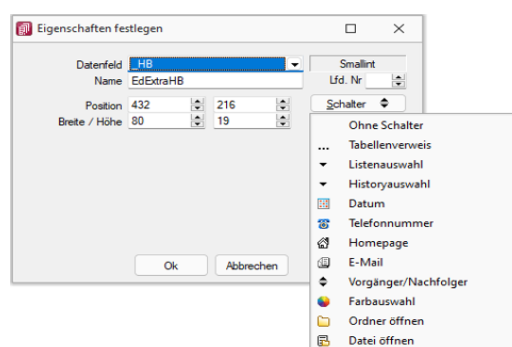 Eigenschaften festlegen
Datenfeld _HB Smallint
Name EdExtraHB Lfd. Nr
Position 432 216 Schalter
Breite / Höhe 80 19
Ohne Schalter
... Tabellenverweis
Listenauswahl
Historyauswahl
Datum
Telefonnummer
Homepage
E-Mail
Vorgänger/Nachfolger
Farbauswahl
Ordner öffnen
Datei öffnen
Ok Abbrechen